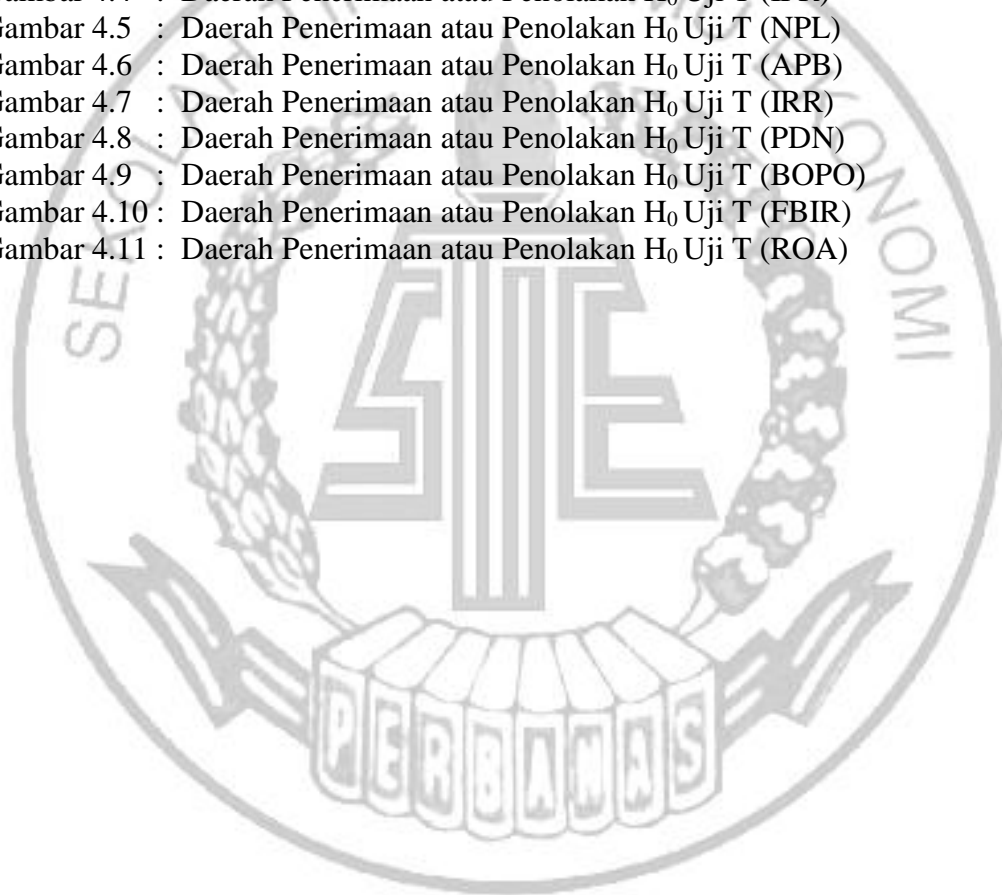 Gambar 4.5 : Daerah Penerimaan atau Penolakan H₀ Uji T (NPL)
Gambar 4.6 : Daerah Penerimaan atau Penolakan H₀ Uji T (APB)
Gambar 4.7 : Daerah Penerimaan atau Penolakan H₀ Uji T (IRR)
Gambar 4.8 : Daerah Penerimaan atau Penolakan H₀ Uji T (PDN)
Gambar 4.9 : Daerah Penerimaan atau Penolakan H₀ Uji T (BOPO)
Gambar 4.10 : Daerah Penerimaan atau Penolakan H₀ Uji T (FBIR)
Gambar 4.11 : Daerah Penerimaan atau Penolakan H₀ Uji T (ROA)
SEKOLAH
EKONOMI
STIE
PERBANAS